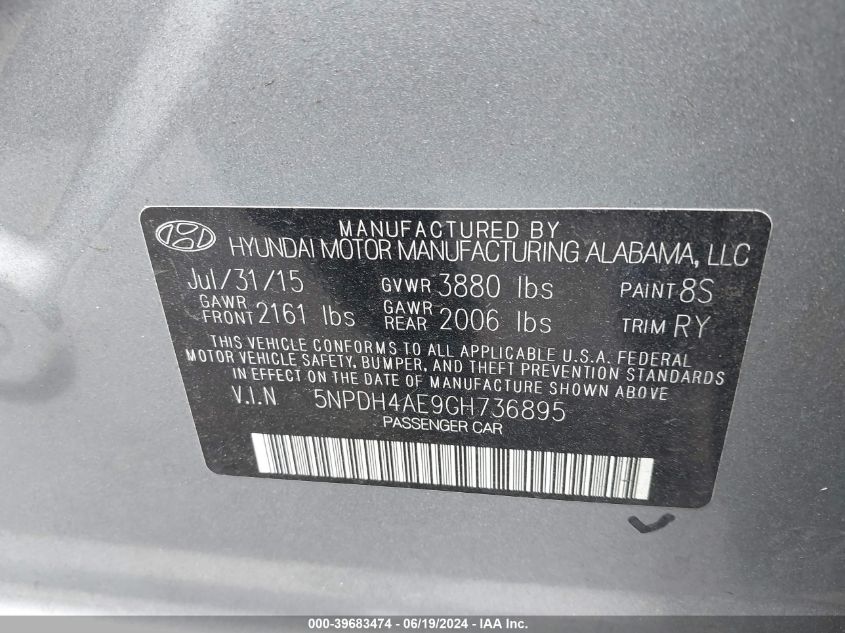 MANUFACTURED BY
HYUNDAI MOTOR MANUFACTURING ALABAMA, LLC
Jul/31/15 GVWR 3880 lbs PAINT 8S
GAWR FRONT 2161 lbs GAWR REAR 2006 lbs TRIM RY
THIS VEHICLE CONFORMS TO ALL APPLICABLE U.S.A. FEDERAL
MOTOR VEHICLE SAFETY, BUMPER, AND THEFT PREVENTION STANDARDS
IN EFFECT ON THE DATE OF MANUFACTURE SHOWN ABOVE
V.I.N 5NPDH4AE9GH736895
PASSENGER CAR
000-39683474 - 06/19/2024 - IAA Inc.